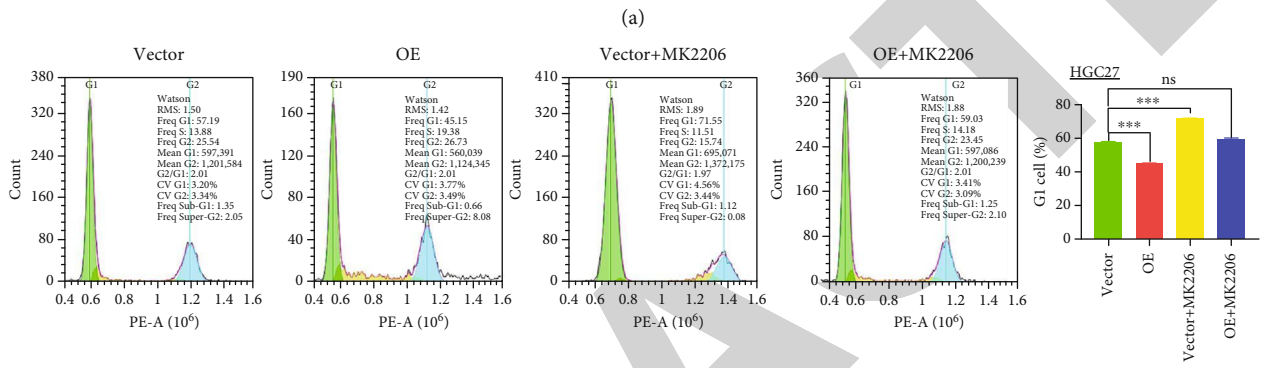 (a)
Vector
380
320
240
160
80
0
Count
G1
G2
Watson
RMS: 1.50
Freq G1: 57.19
Freq S: 13.88
Freq G2: 25.54
Mean G1: 597,391
Mean G2: 1,201,584
G2/G1: 2.01
CV G1: 3.20%
CV G2: 3.34%
Freq Sub-G1: 1.35
Freq Super-G2: 2.05
0.4 0.6 0.8 1 1.2 1.4 1.6
PE-A (10⁶)
OE
190
160
120
80
40
0
Count
G1
G2
Watson
RMS: 1.42
Freq G1: 45.15
Freq S: 19.38
Freq G2: 26.73
Mean G1: 560,039
Mean G2: 1,124,345
G2/G1: 2.01
CV G1: 3.77%
CV G2: 3.49%
Freq Sub-G1: 0.66
Freq Super-G2: 8.08
0.4 0.6 0.8 1 1.2 1.4 1.6
PE-A (10⁶)
Vector+MK2206
410
320
240
160
80
0
Count
G1
G2
Watson
RMS: 1.89
Freq G1: 71.55
Freq S: 11.51
Freq G2: 15.74
Mean G1: 695,071
Mean G2: 1,372,175
G2/G1: 1.97
CV G1: 4.56%
CV G2: 3.44%
Freq Sub-G1: 1.12
Freq Super-G2: 0.08
0.4 0.6 0.8 1 1.2 1.4 1.6
PE-A (10⁶)
OE+MK2206
360
320
240
160
80
0
Count
G1
G2
Watson
RMS: 1.88
Freq G1: 59.03
Freq S: 14.18
Freq G2: 23.45
Mean G1: 597,086
Mean G2: 1,200,239
G2/G1: 2.01
CV G1: 3.41%
CV G2: 3.09%
Freq Sub-G1: 1.25
Freq Super-G2: 2.10
0.4 0.6 0.8 1 1.2 1.4 1.6
PE-A (10⁶)
HGC27
ns
***
***
80
60
40
20
0
G1 cell (%)
Vector
OE
Vector+MK2206
OE+MK2206